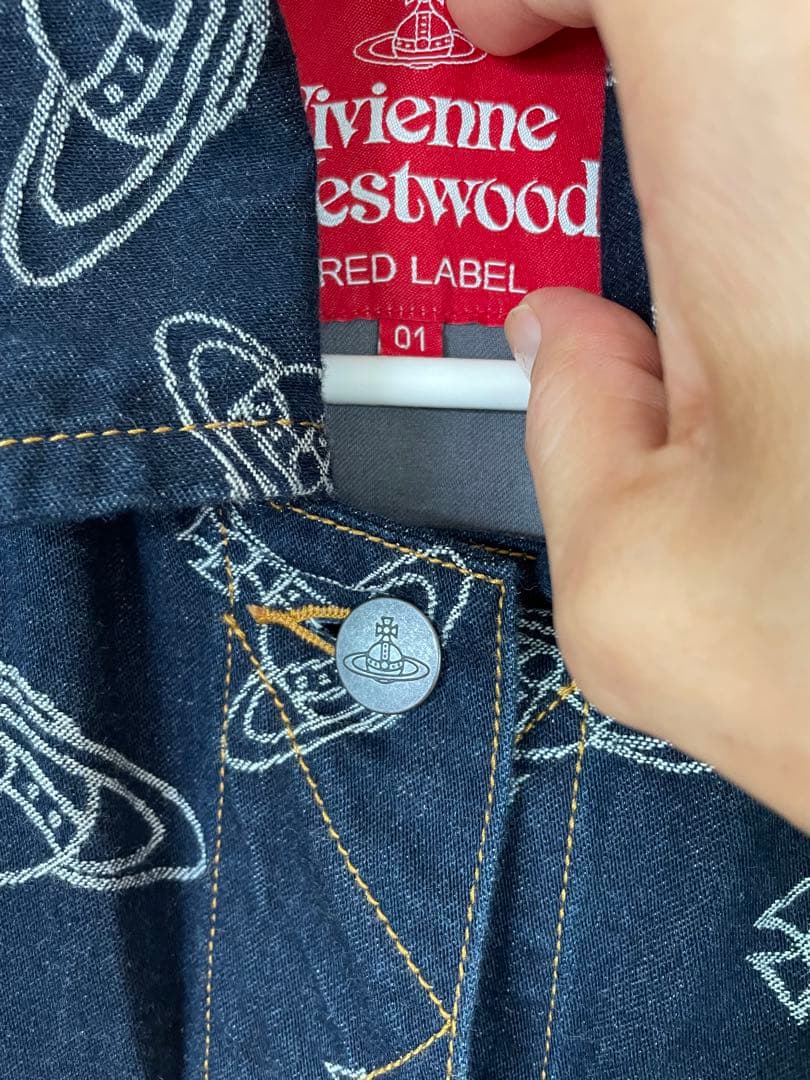 ivienne
estwood
RED LABEL
01